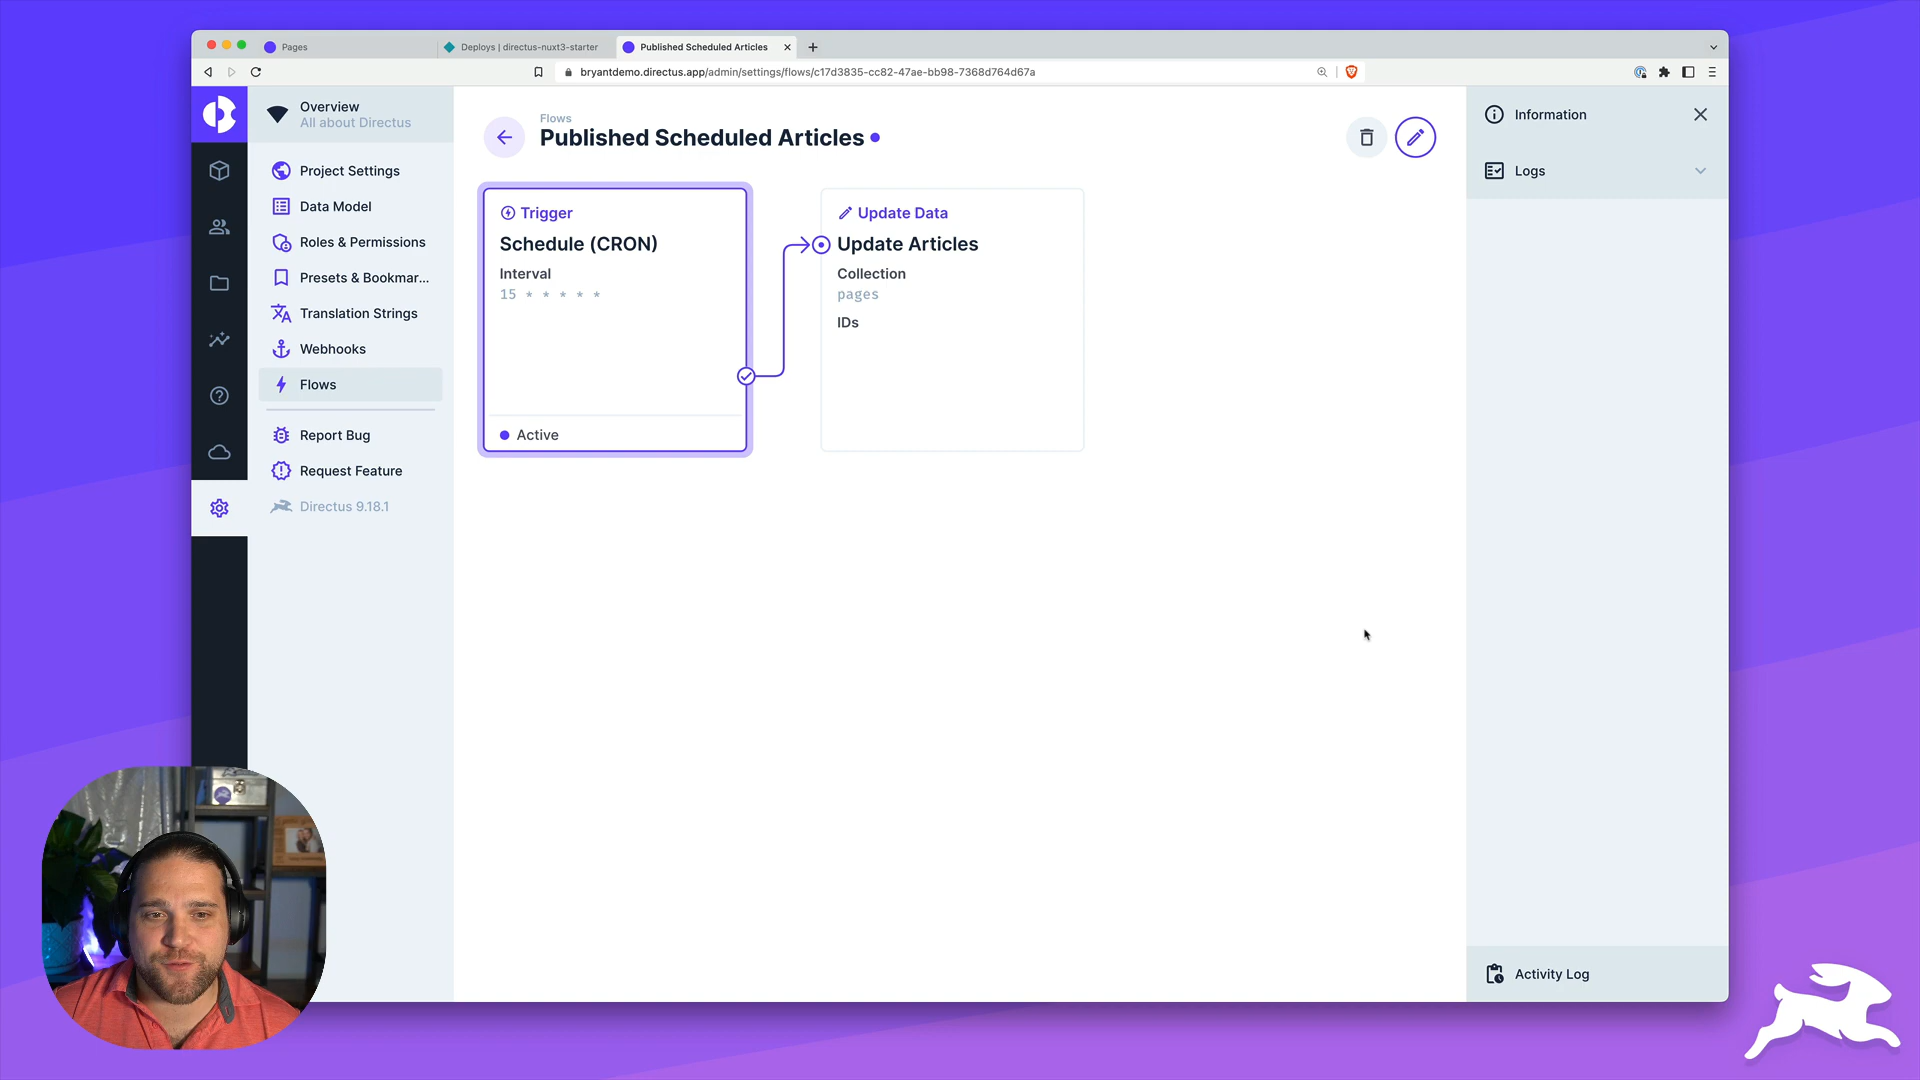 Pages
Deploys | directus-nuxt3-starter
Published Scheduled Articles
bryantdemo.directus.app/admin/settings/flows/c17d3835-cc82-47ae-bb98-7368d764d67a
Overview
All about Directus
Project Settings
Data Model
Roles & Permissions
Presets & Bookmar...
Translation Strings
Webhooks
Flows
Report Bug
Request Feature
Directus 9.18.1
Flows
Published Scheduled Articles
Trigger
Schedule (CRON)
Interval
15 * * * * *
Active
Update Data
Update Articles
Collection
pages
IDs
Information
Logs
Activity Log